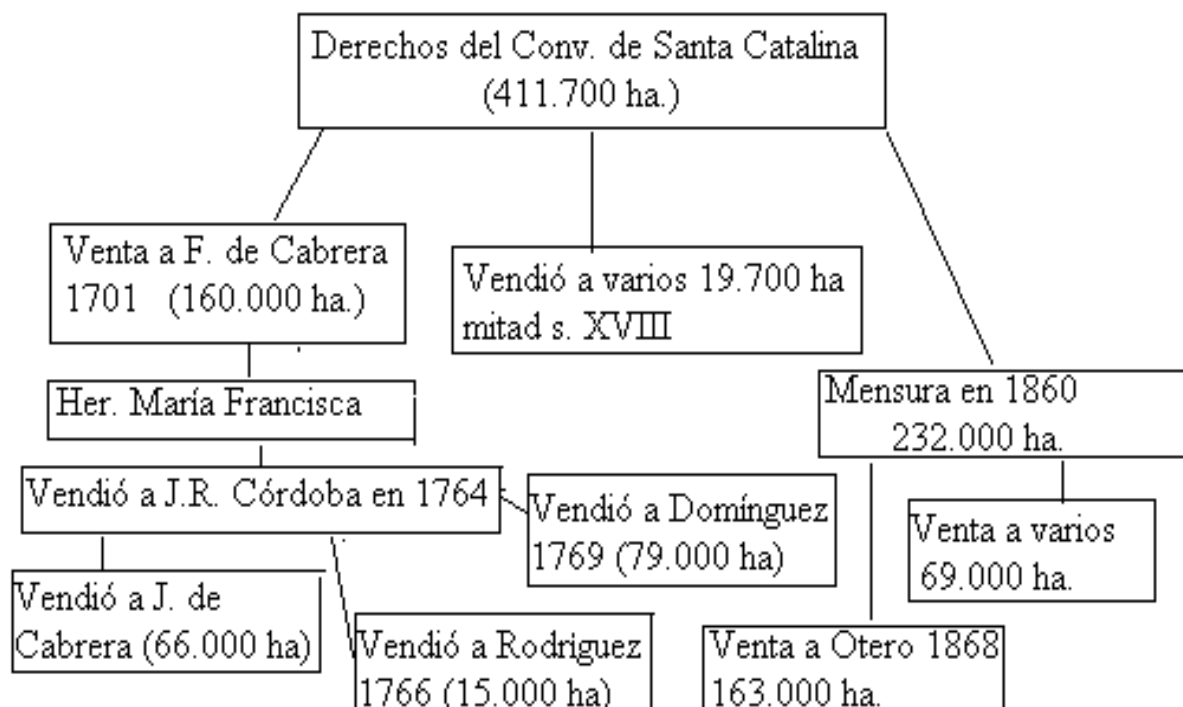 Derechos del Conv. de Santa Catalina
(411.700 ha.)
Venta a F. de Cabrera
1701 (160.000 ha.)
Vendió a varios 19.700 ha
mitad s. XVIII
Her. María Francisca
Mensura en 1860
232.000 ha.
Vendió a J.R. Córdoba en 1764
Vendió a Domínguez
1769 (79.000 ha)
Venta a varios
69.000 ha.
Vendió a J. de
Cabrera (66.000 ha)
Vendió a Rodriguez
1766 (15.000 ha)
Venta a Otero 1868
163.000 ha.